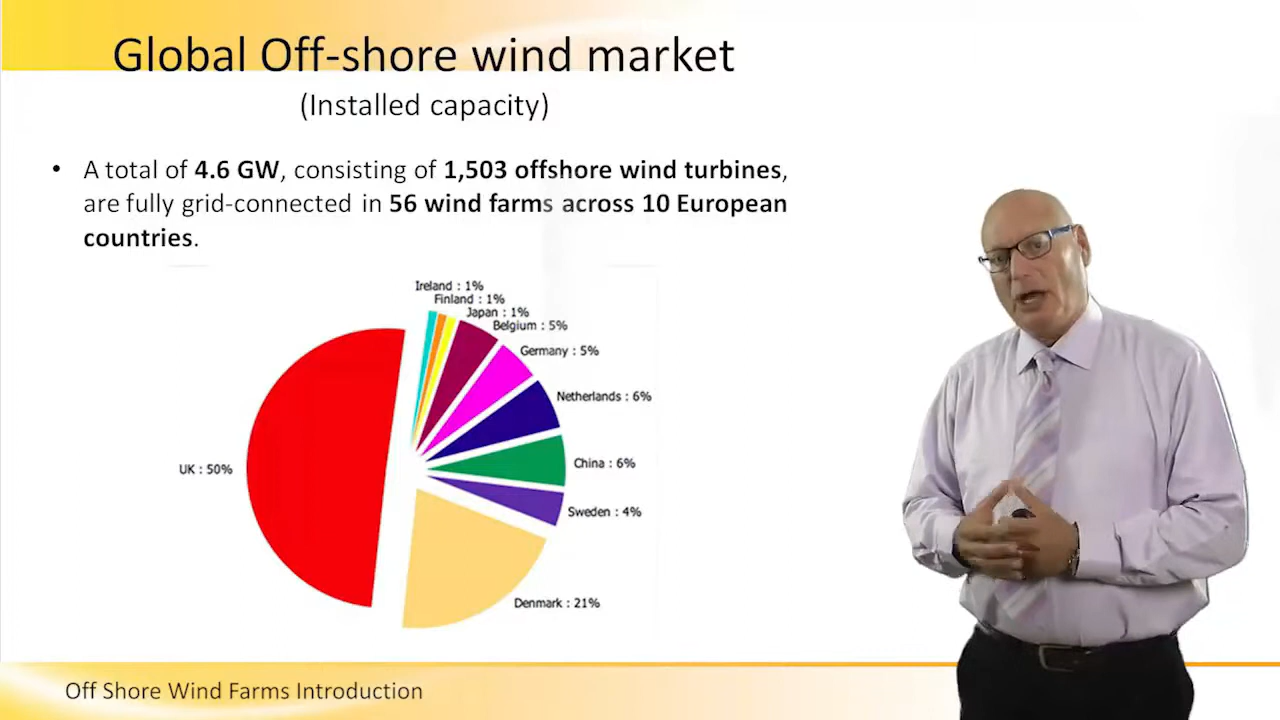 Global Off-shore wind market
(Installed capacity)
• A total of 4.6 GW, consisting of 1,503 offshore wind turbines,
are fully grid-connected in 56 wind farms across 10 European
countries.
Ireland : 1%
Finland : 1%
Japan : 1%
Belgium : 5%
Germany : 5%
Netherlands : 6%
China : 6%
UK : 50%
Sweden : 4%
Denmark : 21%
Off Shore Wind Farms Introduction